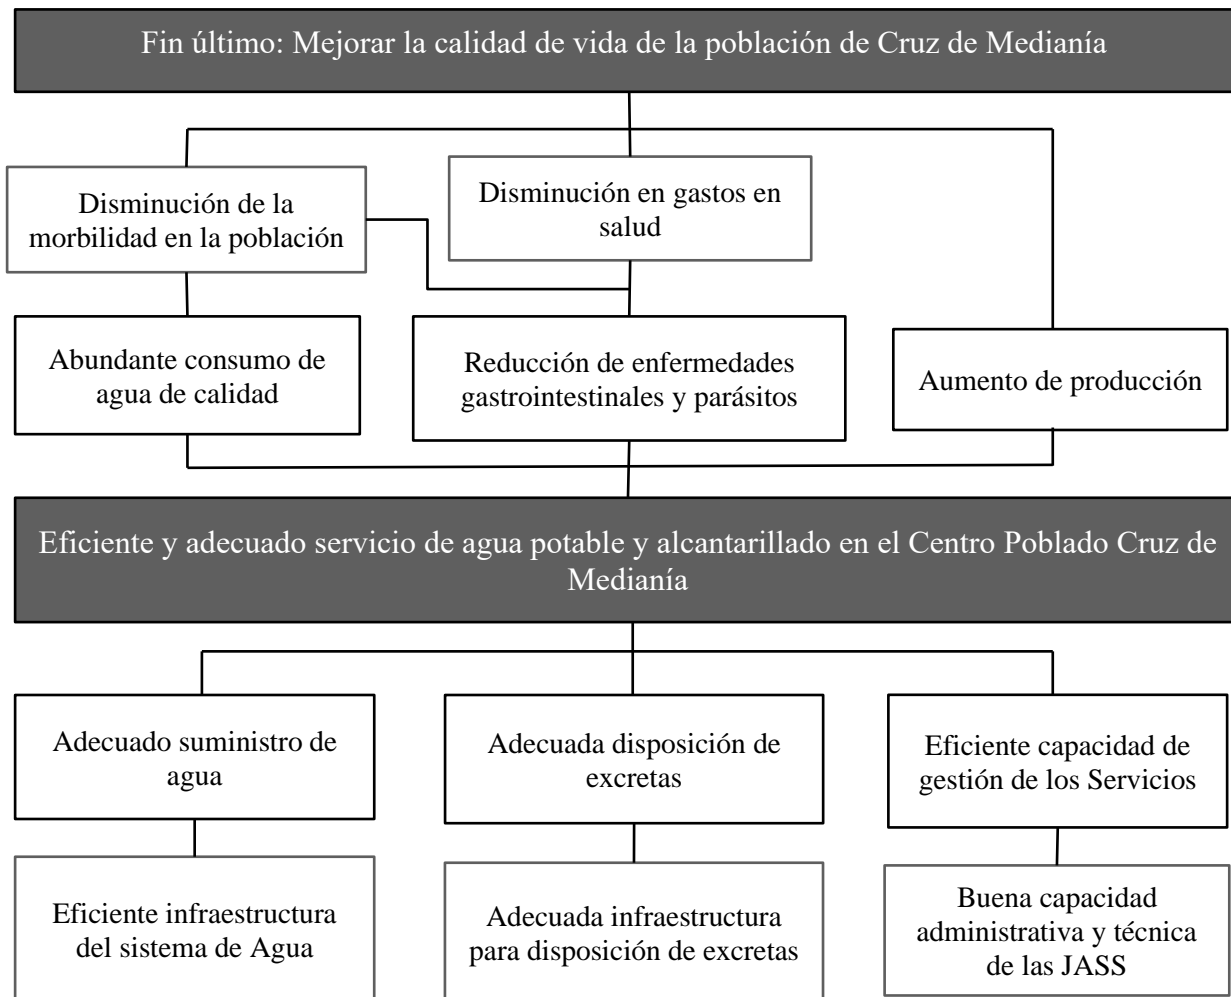 Fin último: Mejorar la calidad de vida de la población de Cruz de Medianía
Disminución de la
morbilidad en la población
Disminución en gastos en
salud
Abundante consumo de
agua de calidad
Reducción de enfermedades
gastrointestinales y parásitos
Aumento de producción
Eficiente y adecuado servicio de agua potable y alcantarillado en el Centro Poblado Cruz de
Medianía
Adecuado suministro de
agua
Adecuada disposición de
excretas
Eficiente capacidad de
gestión de los Servicios
Eficiente infraestructura
del sistema de Agua
Adecuada infraestructura
para disposición de excretas
Buena capacidad
administrativa y técnica
de las JASS